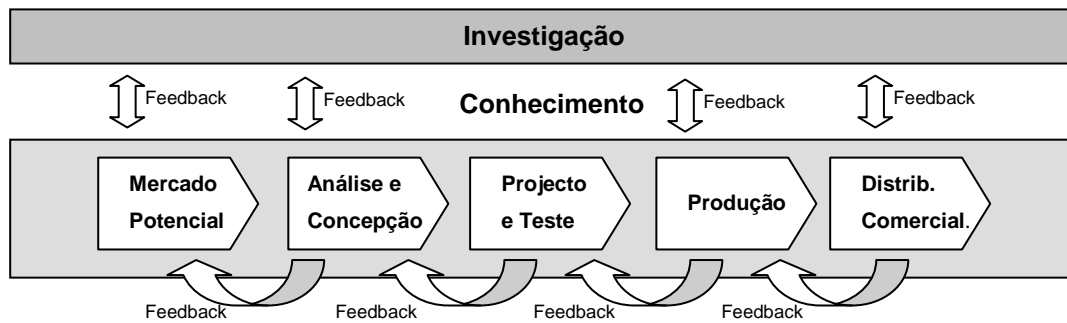 Investigação
Feedback
Feedback
Conhecimento
Feedback
Feedback
Mercado
Potencial
Análise e
Concepção
Projecto
e Teste
Produção
Distrib.
Comercial.
Feedback
Feedback
Feedback
Feedback